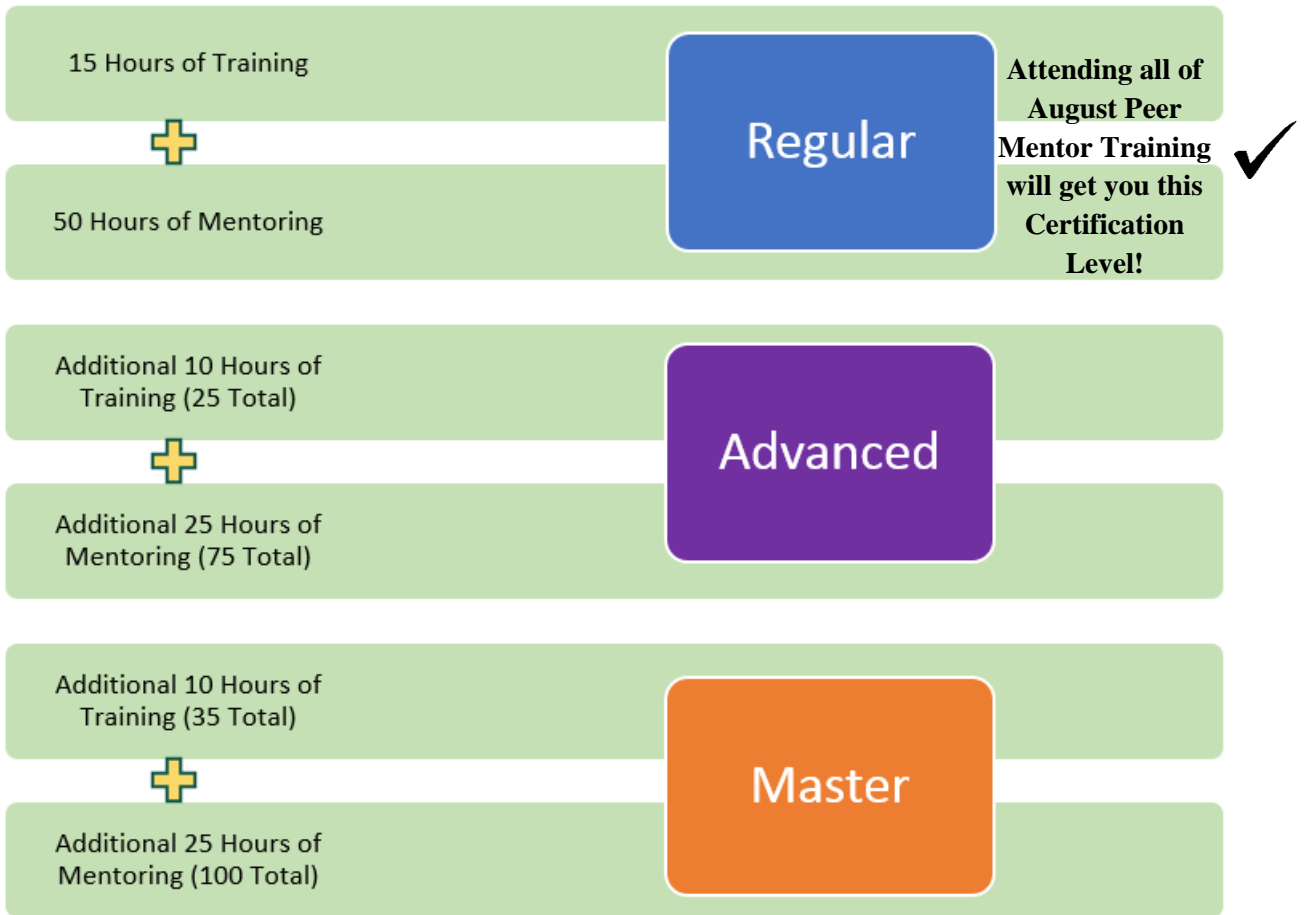 15 Hours of Training
50 Hours of Mentoring
Regular
Attending all of
August Peer
Mentor Training
will get you this
Certification
Level!
Additional 10 Hours of
Training (25 Total)
Additional 25 Hours of
Mentoring (75 Total)
Advanced
Additional 10 Hours of
Training (35 Total)
Additional 25 Hours of
Mentoring (100 Total)
Master